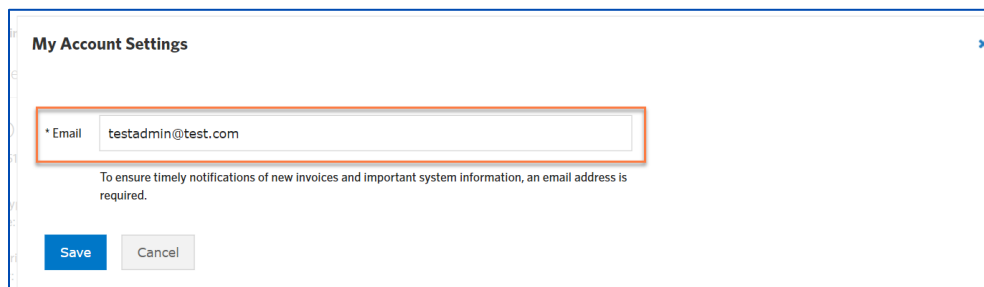 My Account Settings
* Email
testadmin@test.com
To ensure timely notifications of new invoices and important system information, an email address is
required.
Save
Cancel